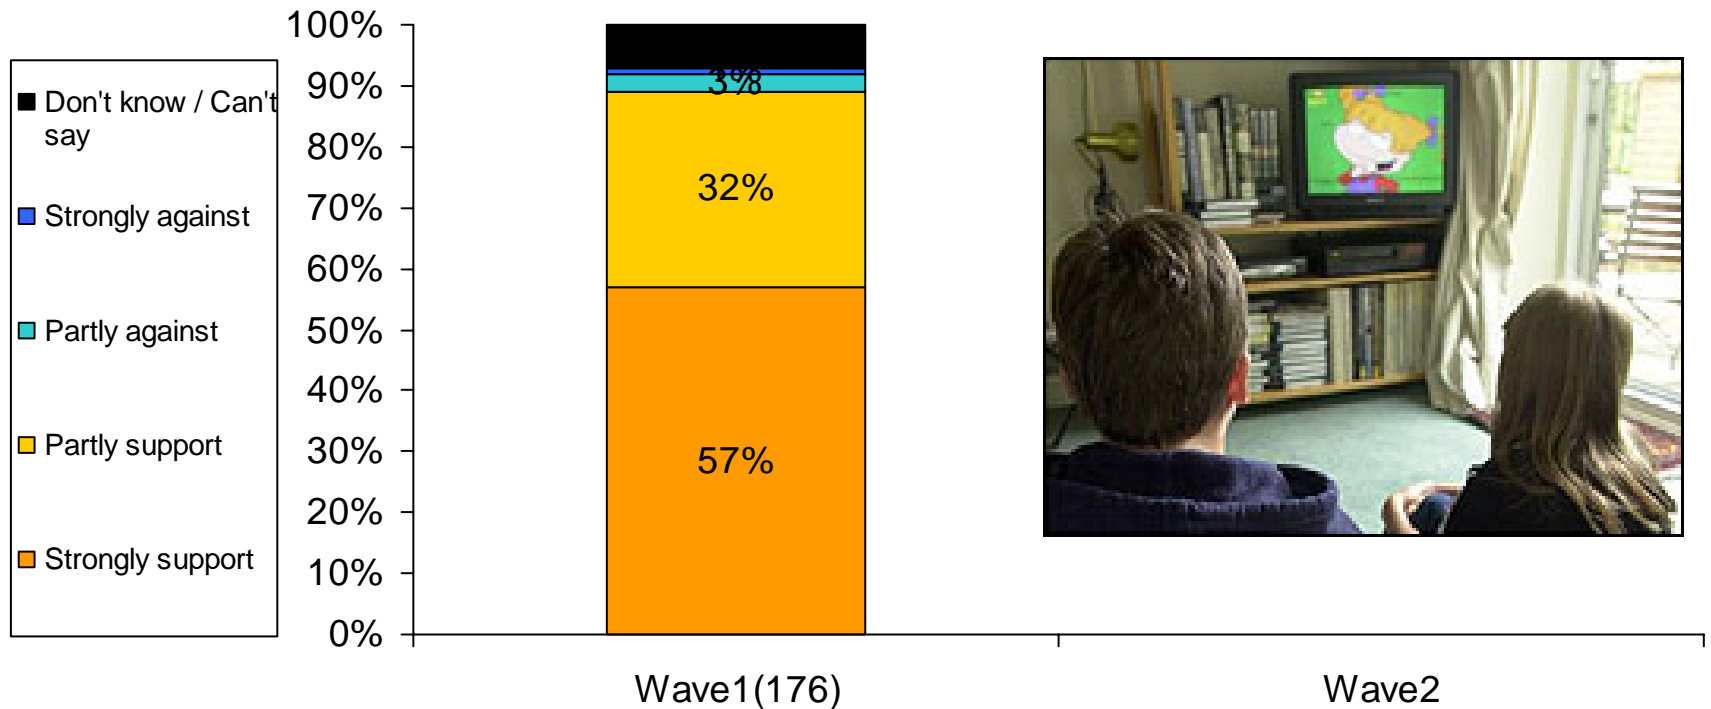 Don't know / Can't
say
Strongly against
Partly against
Partly support
Strongly support
100%
90%
80%
70%
60%
50%
40%
30%
20%
10%
0%
3%
32%
57%
Wave1(176)
Wave2